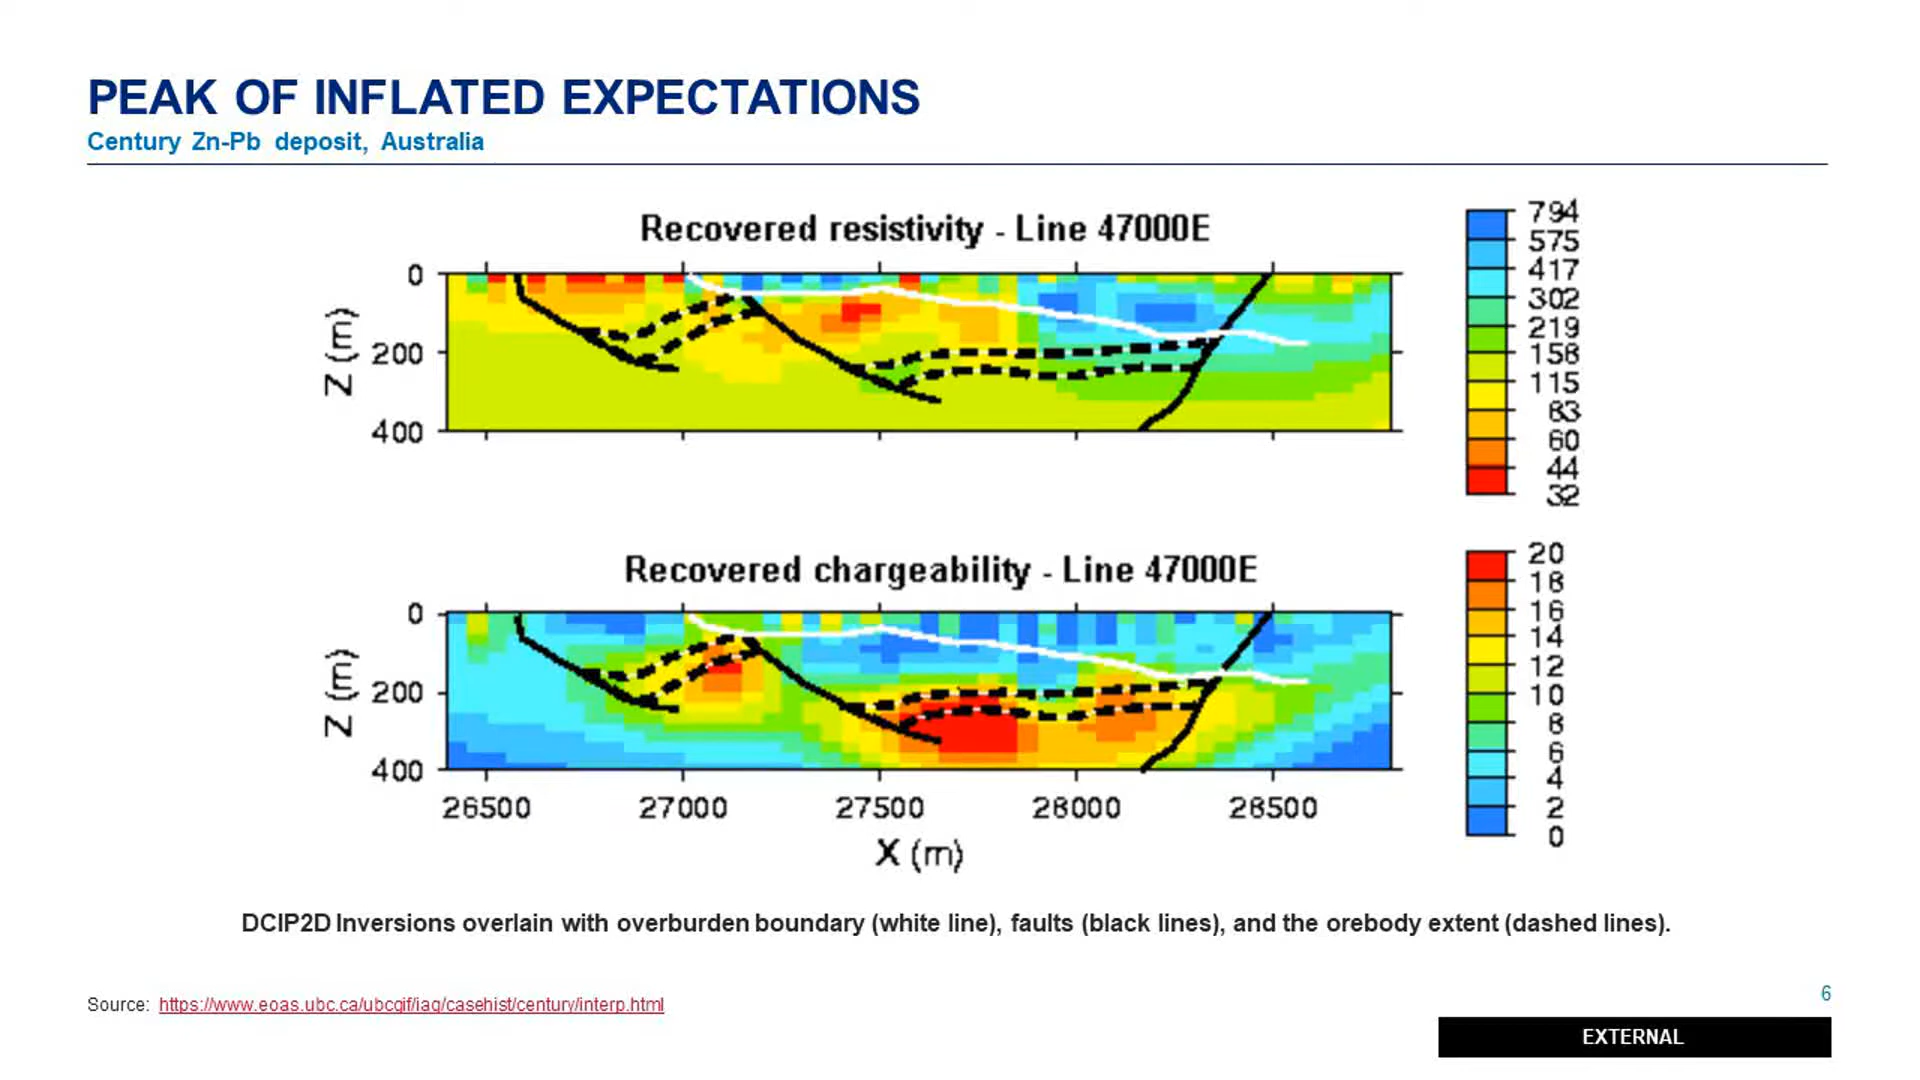 PEAK OF INFLATED EXPECTATIONS
Century Zn-Pb deposit, Australia
Recovered resistivity - Line 47000E
Z (m)
0
200
400
794
575
417
302
219
158
115
83
60
44
32
Recovered chargeability - Line 47000E
Z (m)
0
200
400
26500 27000 27500 28000 28500
X (m)
20
18
16
14
12
10
8
6
4
2
0
DCIP2D Inversions overlain with overburden boundary (white line), faults (black lines), and the orebody extent (dashed lines).
Source: https://www.eoas.ubc.ca/ubcgif/iag/casehist/century/interp.html
6
EXTERNAL